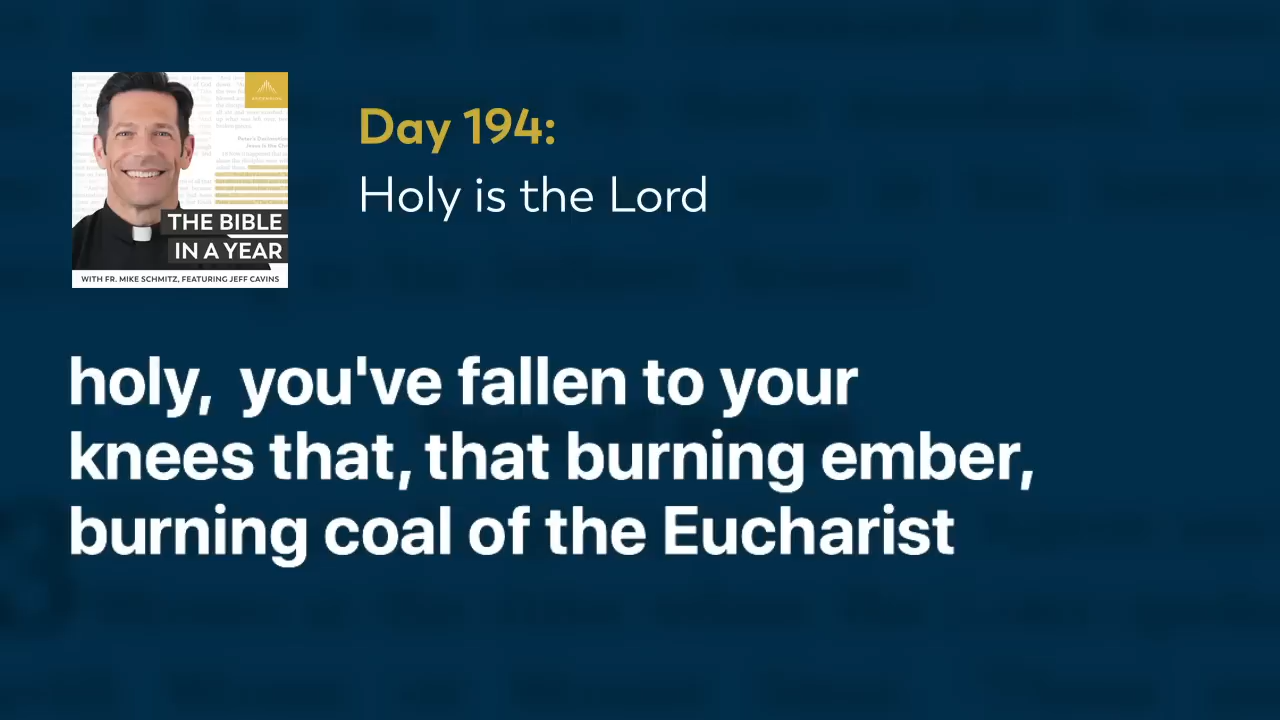 Day 194:
Holy is the Lord
THE BIBLE
IN A YEAR
WITH FR. MIKE SCHMITZ, FEATURING JEFF CAVINS
holy, you've fallen to your
knees that, that burning ember,
burning coal of the Eucharist